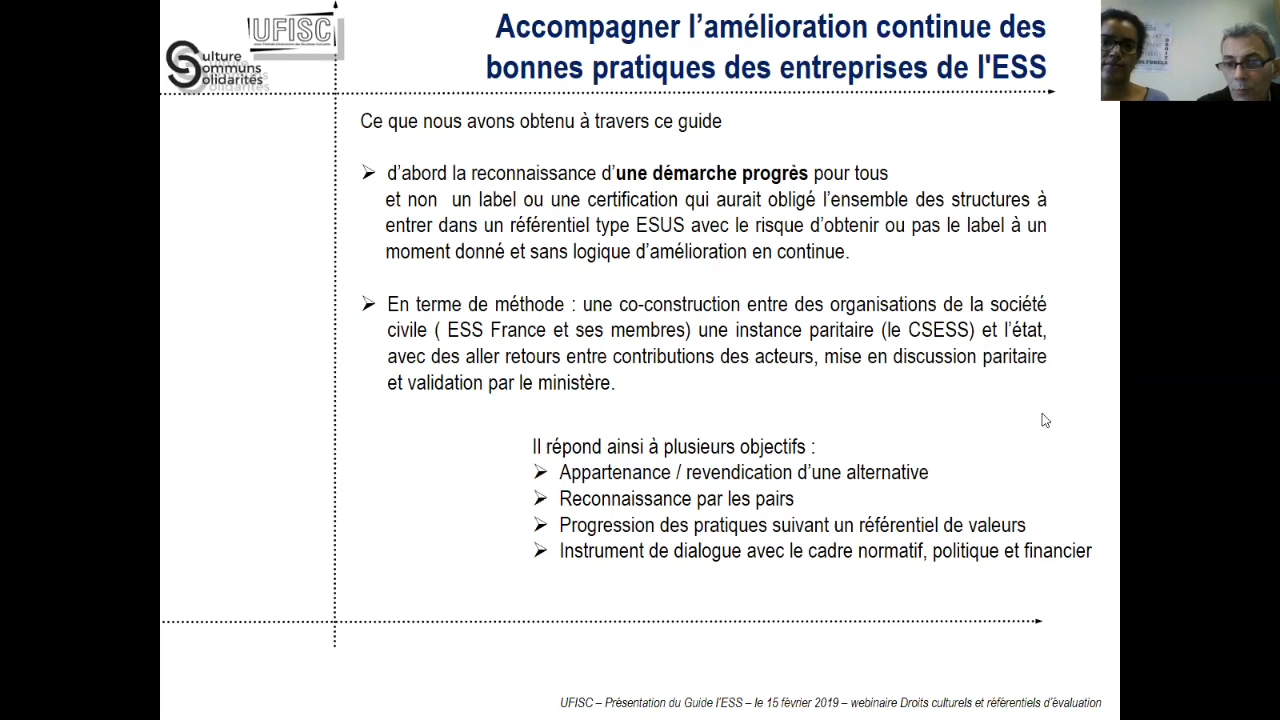 UFISC
Culture
Communs
Solidarités
Accompagner l’amélioration continue des
bonnes pratiques des entreprises de l'ESS
Ce que nous avons obtenu à travers ce guide
➢ d’abord la reconnaissance d’une démarche progrès pour tous
et non un label ou une certification qui aurait obligé l’ensemble des structures à
entrer dans un référentiel type ESUS avec le risque d’obtenir ou pas le label à un
moment donné et sans logique d’amélioration en continue.
➢ En terme de méthode : une co-construction entre des organisations de la société
civile ( ESS France et ses membres) une instance paritaire (le CSESS) et l’état,
avec des aller retours entre contributions des acteurs, mise en discussion paritaire
et validation par le ministère.
Il répond ainsi à plusieurs objectifs :
➢ Appartenance / revendication d’une alternative
➢ Reconnaissance par les pairs
➢ Progression des pratiques suivant un référentiel de valeurs
➢ Instrument de dialogue avec le cadre normatif, politique et financier
UFISC – Présentation du Guide l’ESS – le 15 février 2019 – webinaire Droits culturels et référentiels d’évaluation